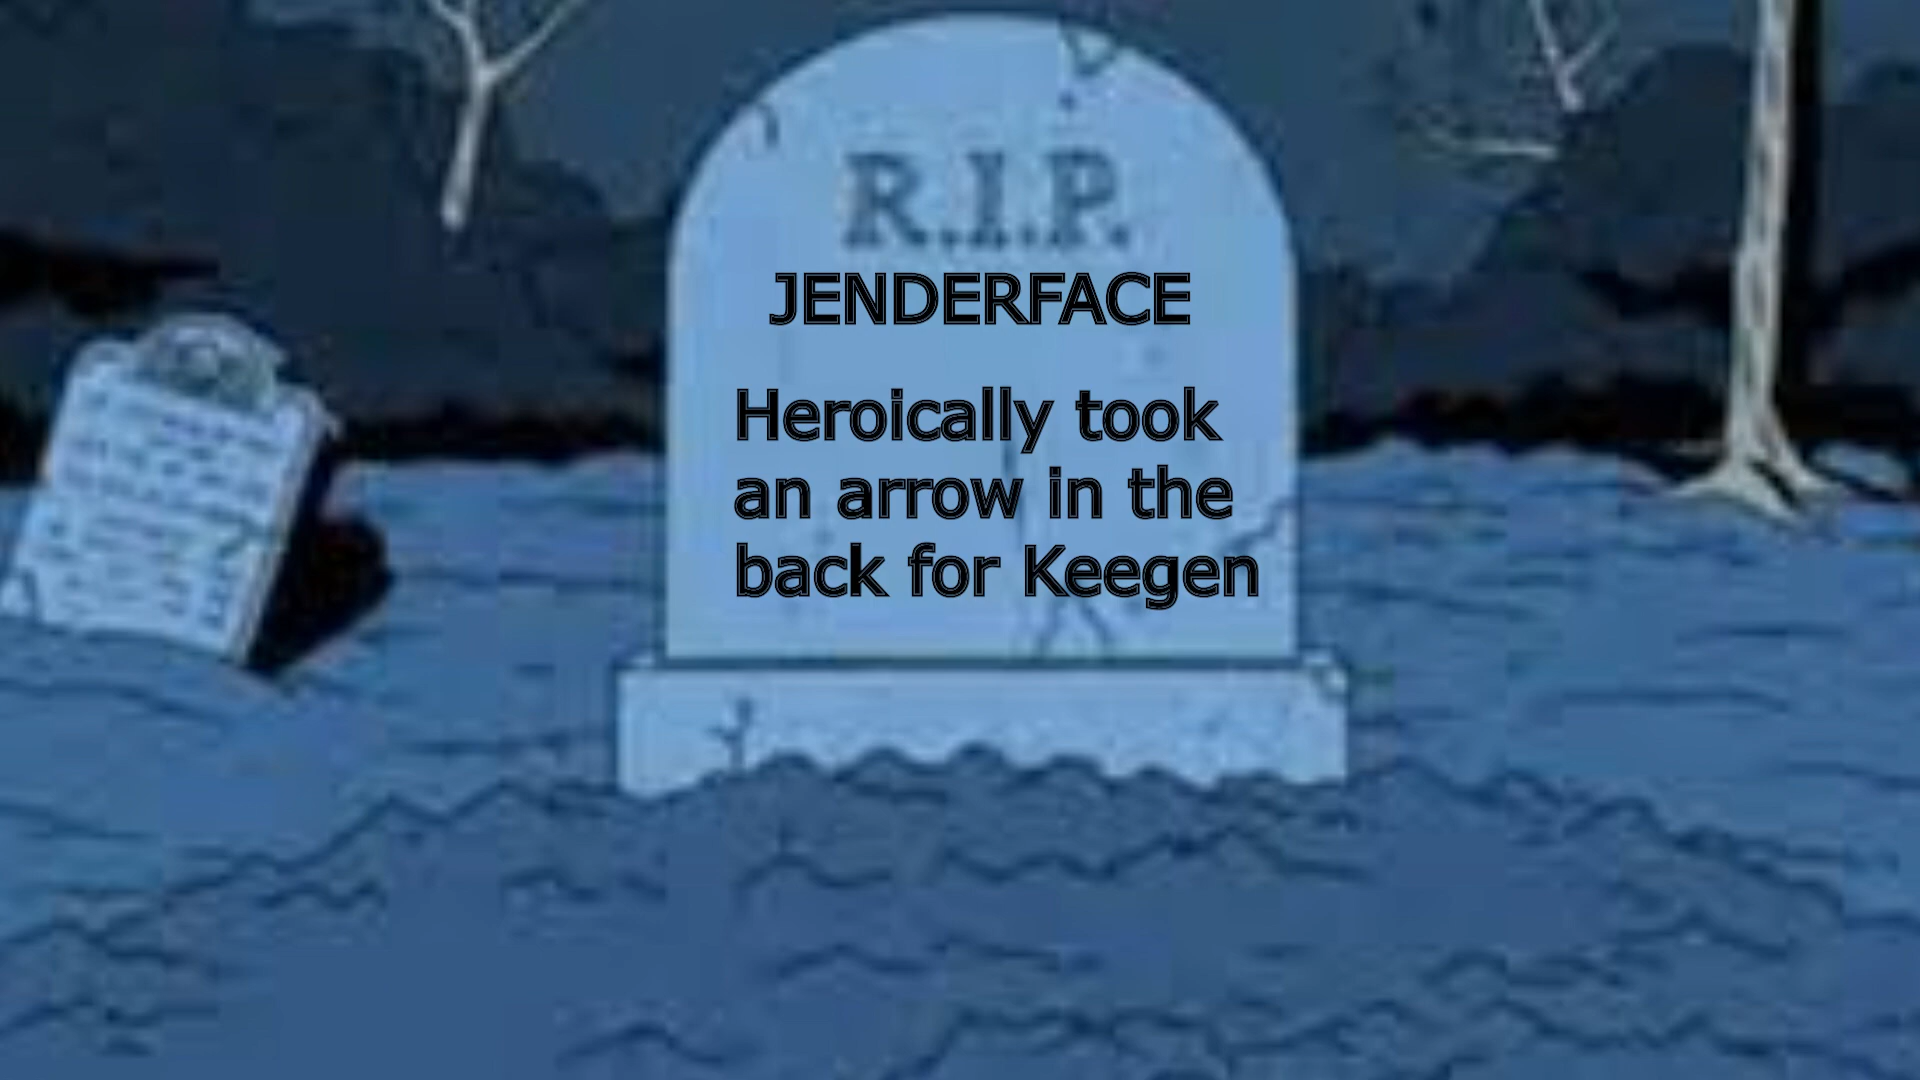 R.I.P.
JENDERFACE
Heroically took
an arrow in the
back for Keegen